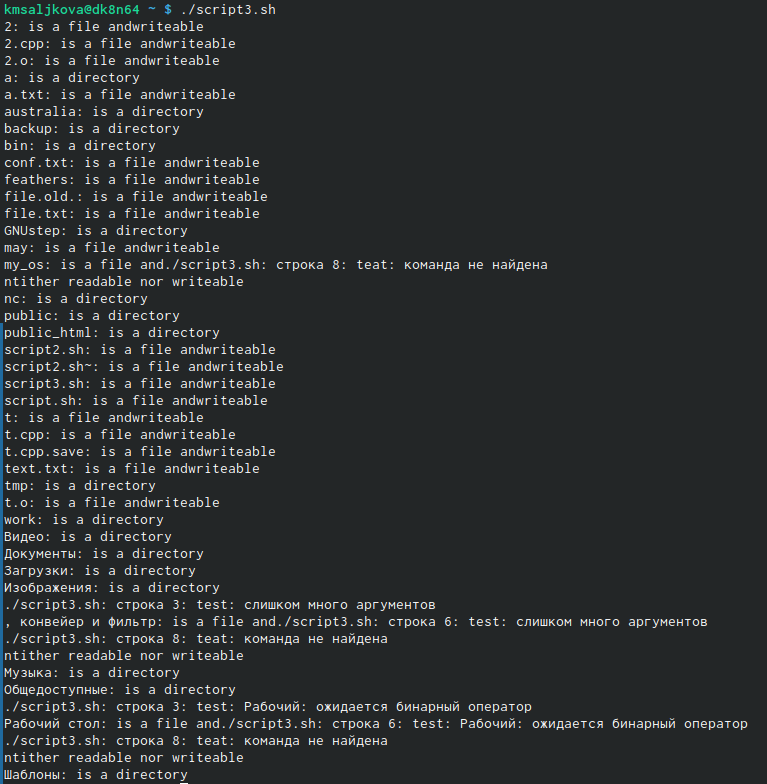 kmsaljkova@dk8n64 ~ $ ./script3.sh
2: is a file andwriteable
2.cpp: is a file andwriteable
2.o: is a file andwriteable
a: is a directory
a.txt: is a file andwriteable
australia: is a directory
backup: is a directory
bin: is a directory
conf.txt: is a file andwriteable
feathers: is a file andwriteable
file.old.: is a file andwriteable
file.txt: is a file andwriteable
GNUstep: is a directory
may: is a file andwriteable
my_os: is a file and./script3.sh: строка 8: teat: команда не найдена
ntither readable nor writeable
nc: is a directory
public: is a directory
public_html: is a directory
script2.sh: is a file andwriteable
script2.sh~: is a file andwriteable
script3.sh: is a file andwriteable
script.sh: is a file andwriteable
t: is a file andwriteable
t.cpp: is a file andwriteable
t.cpp.save: is a file andwriteable
text.txt: is a file andwriteable
tmp: is a directory
t.o: is a file andwriteable
work: is a directory
Видео: is a directory
Документы: is a directory
Загрузки: is a directory
Изображения: is a directory
./script3.sh: строка 3: test: слишком много аргументов
, конвейер и фильтр: is a file and./script3.sh: строка 6: test: слишком много аргументов
./script3.sh: строка 8: teat: команда не найдена
ntither readable nor writeable
Музыка: is a directory
Общедоступные: is a directory
./script3.sh: строка 3: test: Рабочий: ожидается бинарный оператор
Рабочий стол: is a file and./script3.sh: строка 6: test: Рабочий: ожидается бинарный оператор
./script3.sh: строка 8: teat: команда не найдена
ntither readable nor writeable
Шаблоны: is a directory